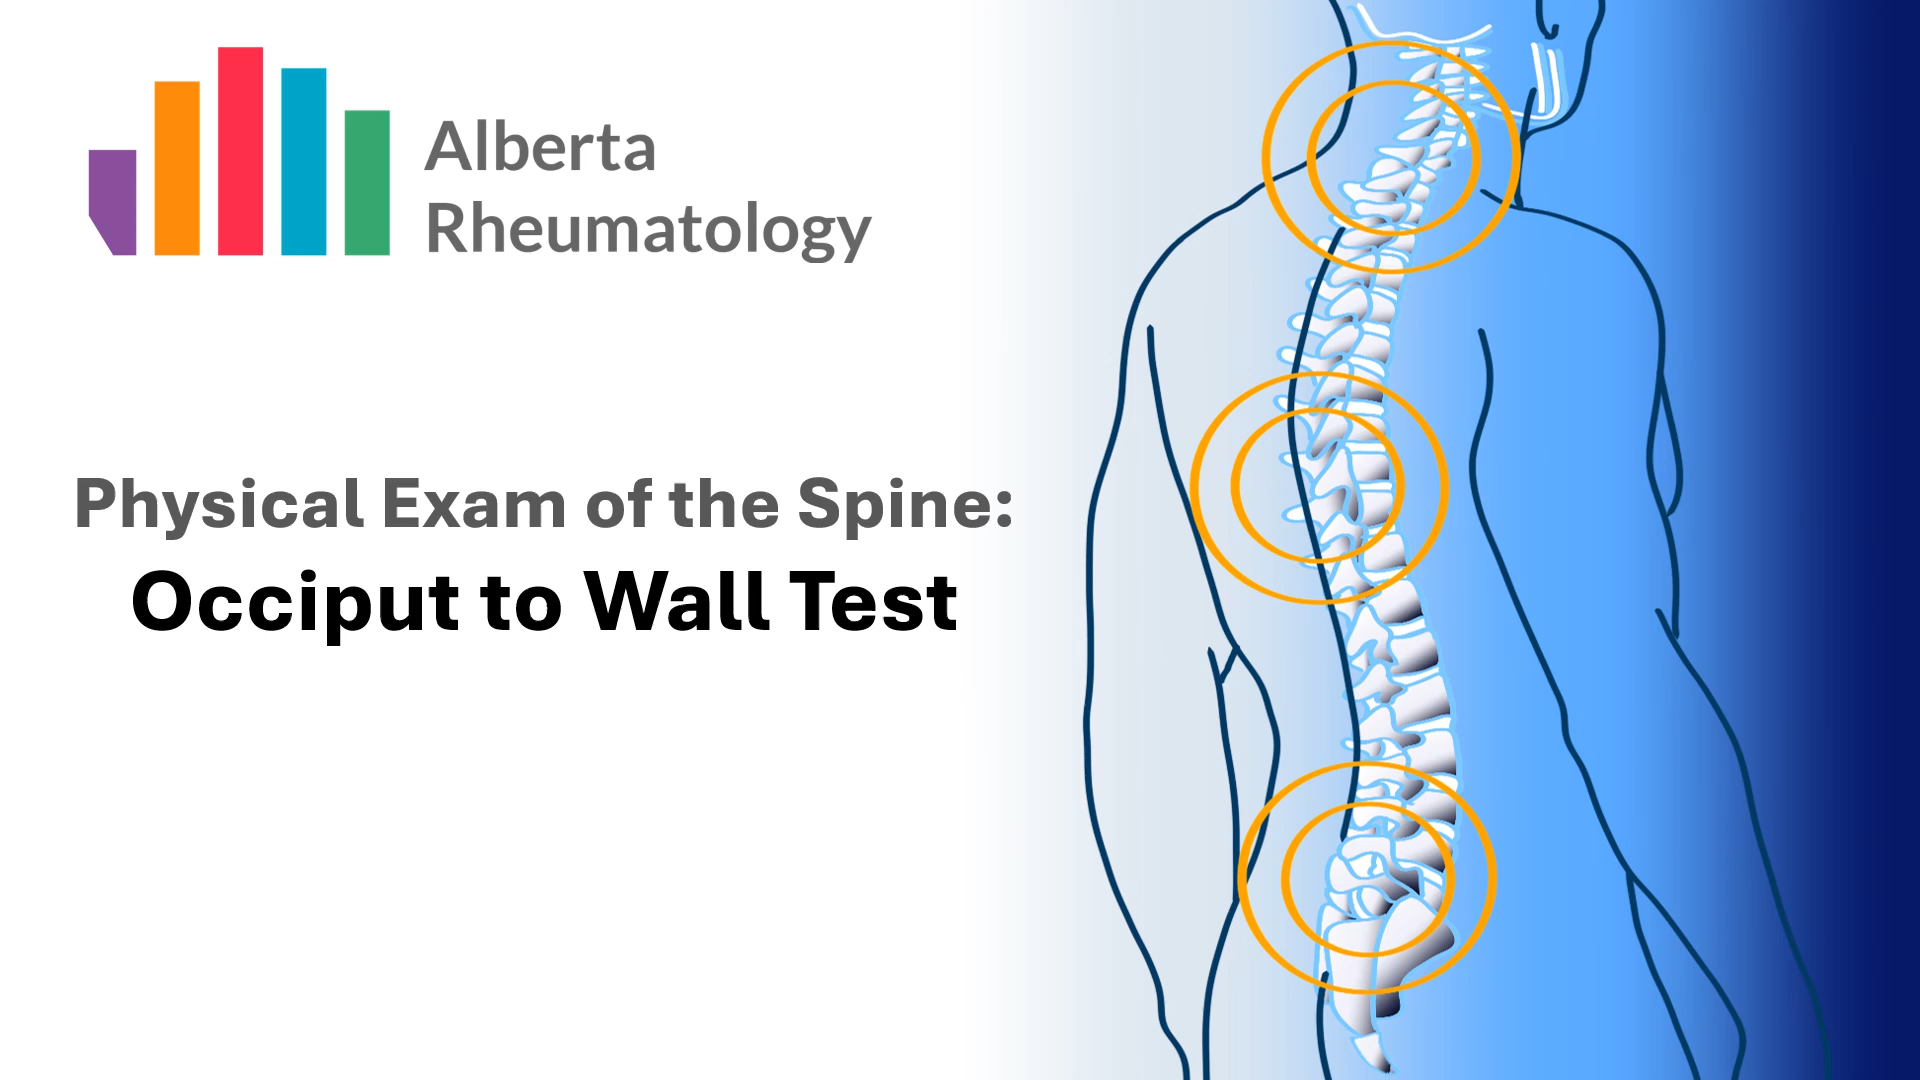 Alberta
Rheumatology
Physical Exam of the Spine:
Occiput to Wall Test